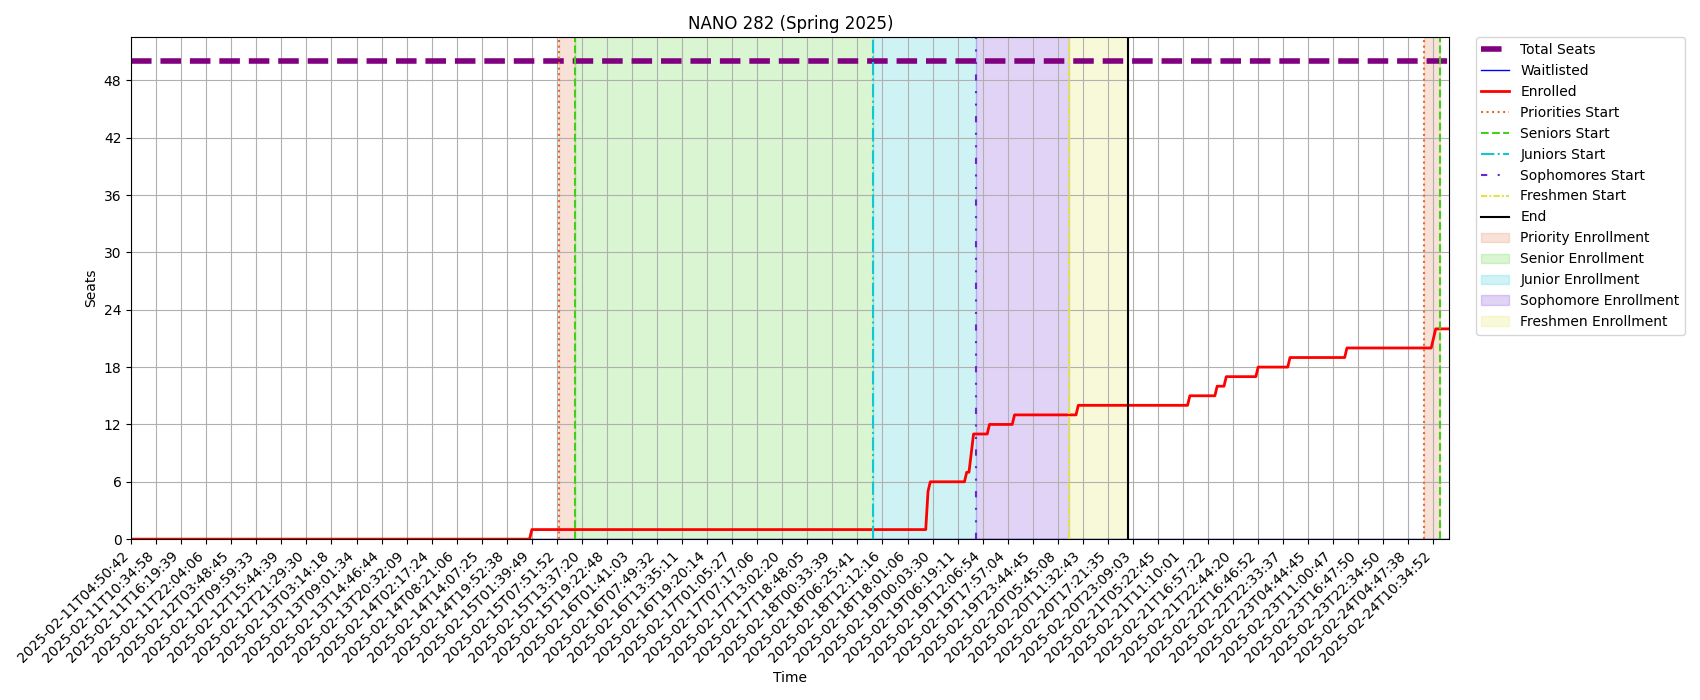 NANO 282 (Spring 2025)
Total Seats
Waitlisted
Enrolled
Priorities Start
Seniors Start
Juniors Start
Sophomores Start
Freshmen Start
End
Priority Enrollment
Senior Enrollment
Junior Enrollment
Sophomore Enrollment
Freshmen Enrollment
Seats
48
42
36
30
24
18
12
6
0
2025-02-11T04:50:42
2025-02-11T10:34:58
2025-02-11T16:19:39
2025-02-11T22:04:06
2025-02-12T03:48:45
2025-02-12T09:59:33
2025-02-12T15:44:39
2025-02-12T21:29:30
2025-02-13T03:14:18
2025-02-13T09:01:34
2025-02-13T14:46:44
2025-02-13T20:32:09
2025-02-14T02:17:24
2025-02-14T08:21:06
2025-02-14T14:07:25
2025-02-14T19:52:38
2025-02-15T01:39:49
2025-02-15T07:51:52
2025-02-15T13:37:20
2025-02-15T19:22:48
2025-02-16T01:41:03
2025-02-16T07:49:32
2025-02-16T13:35:11
2025-02-16T19:20:14
2025-02-17T01:05:27
2025-02-17T07:17:06
2025-02-17T13:02:20
2025-02-17T18:48:05
2025-02-18T00:33:39
2025-02-18T06:25:41
2025-02-18T12:12:16
2025-02-18T18:01:06
2025-02-19T00:03:30
2025-02-19T06:19:11
2025-02-19T12:06:54
2025-02-19T17:57:04
2025-02-19T23:44:45
2025-02-20T05:45:08
2025-02-20T11:32:43
2025-02-20T17:21:35
2025-02-20T23:09:03
2025-02-21T05:22:45
2025-02-21T11:10:01
2025-02-21T16:57:22
2025-02-21T22:44:20
2025-02-22T16:46:52
2025-02-22T22:33:37
2025-02-23T04:44:45
2025-02-23T11:00:47
2025-02-23T16:47:50
2025-02-23T22:34:50
2025-02-24T04:47:38
2025-02-24T10:34:52
Time